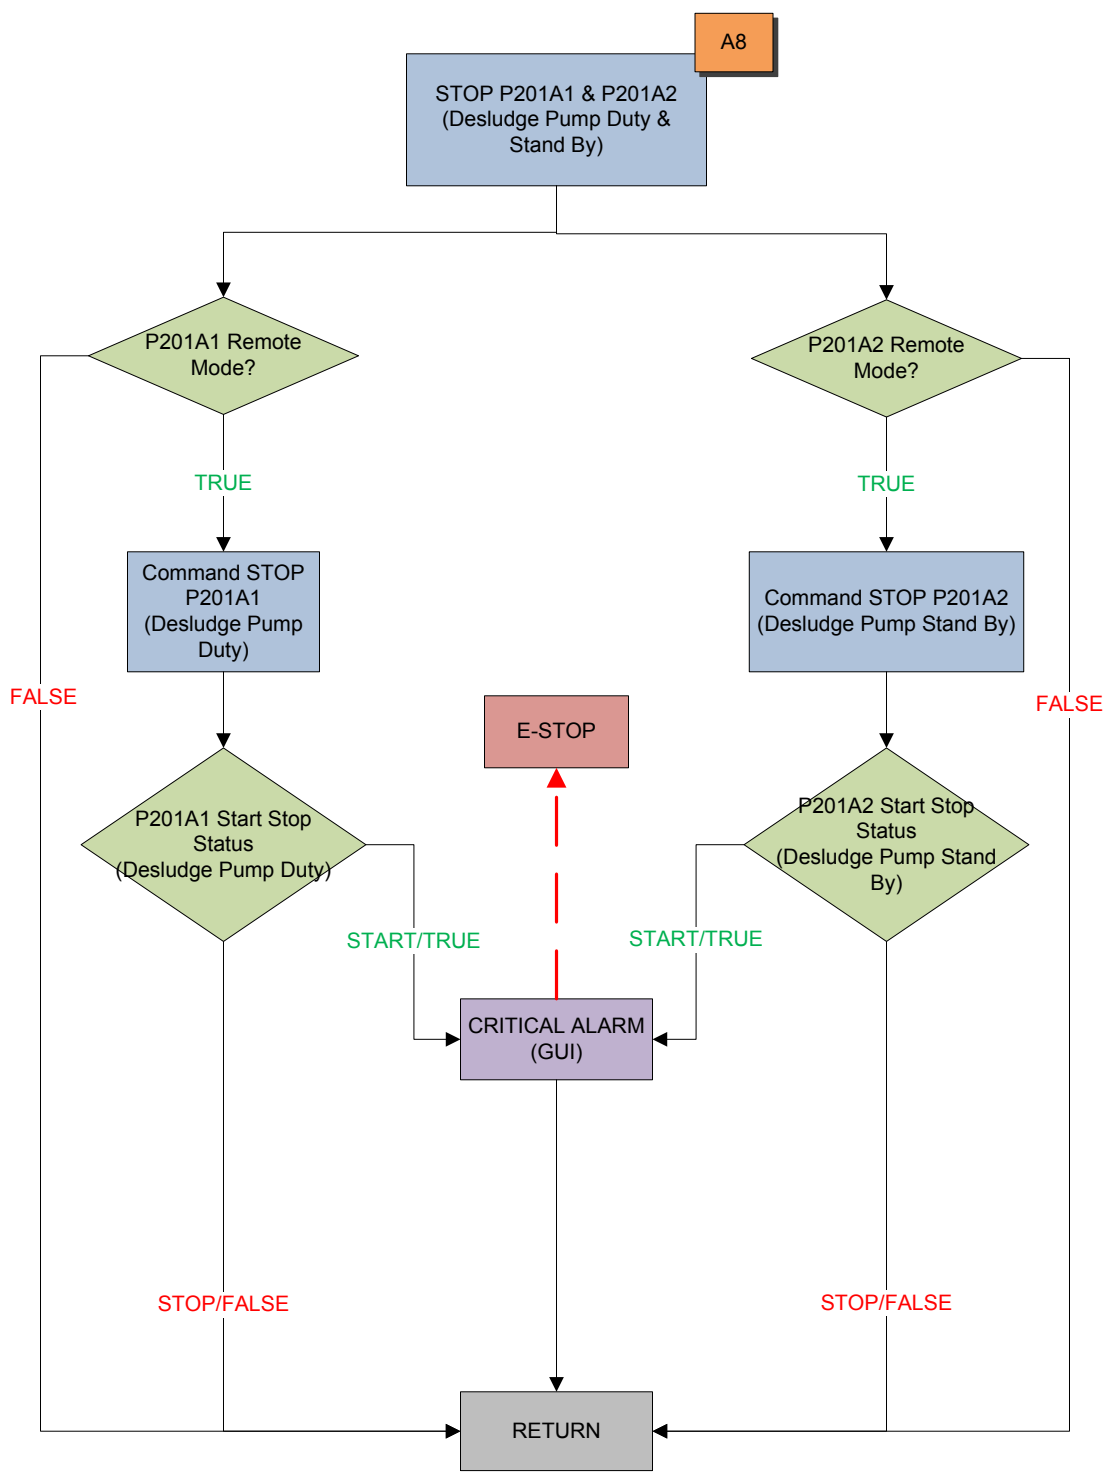 A8
STOP P201A1 & P201A2
(Desludge Pump Duty &
Stand By)
P201A1 Remote
Mode?
P201A2 Remote
Mode?
TRUE
TRUE
Command STOP
P201A1
(Desludge Pump
Duty)
Command STOP P201A2
(Desludge Pump Stand By)
FALSE
FALSE
E-STOP
P201A1 Start Stop
Status
(Desludge Pump Duty)
P201A2 Start Stop
Status
(Desludge Pump Stand
By)
START/TRUE
START/TRUE
CRITICAL ALARM
(GUI)
STOP/FALSE
STOP/FALSE
RETURN